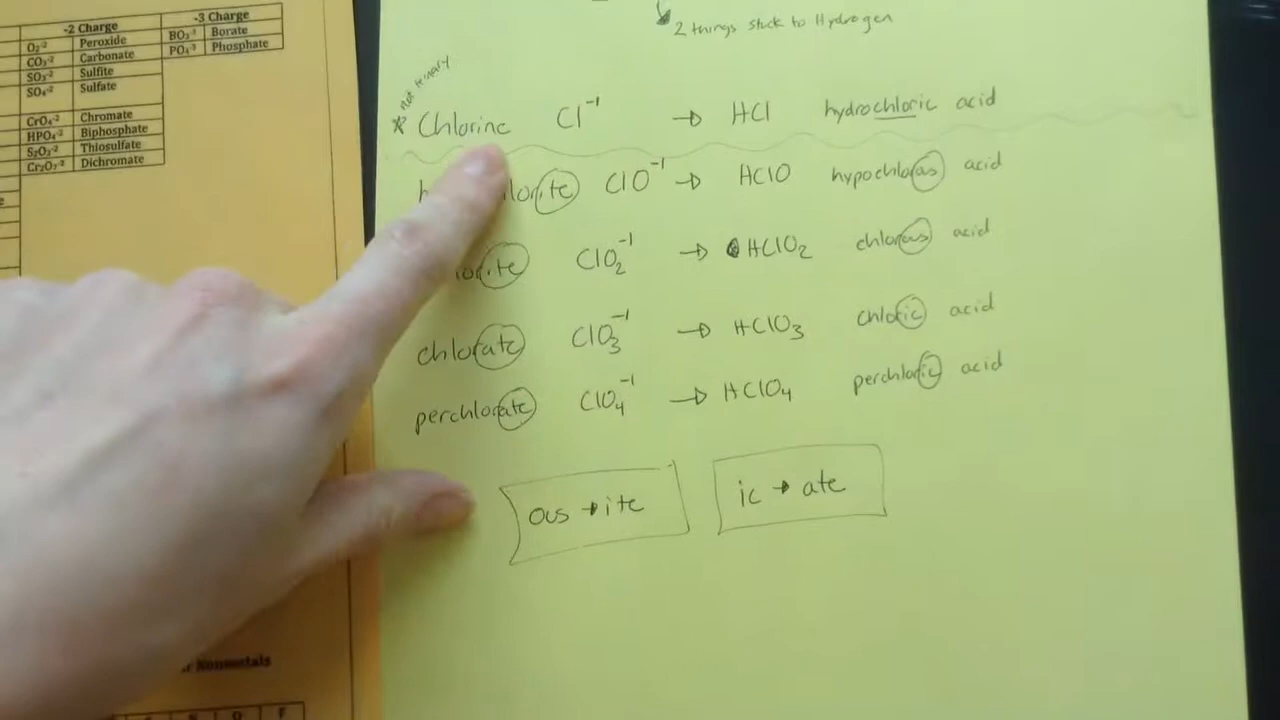 -2 Charge -3 Charge
O₂⁻² Peroxide BO₃⁻³ Borate
CO₃⁻² Carbonate PO₄⁻³ Phosphate
SO₃⁻² Sulfite
SO₄⁻² Sulfate
CrO₄⁻² Chromate
HPO₄⁻² Biphosphate
S₂O₃⁻² Thiosulfate
Cr₂O₇⁻² Dichromate
Nonmetals
2 things stuck to Hydrogen
* not ternary
Chlorine Cl⁻¹ → HCl hydrochloric acid
ClO⁻¹ → HClO hypochlorous acid
ClO₂⁻¹ → HClO₂ chlorous acid
chlorate ClO₃⁻¹ → HClO₃ chloric acid
perchlorate ClO₄⁻¹ → HClO₄ perchloric acid
ous → ite
ic → ate